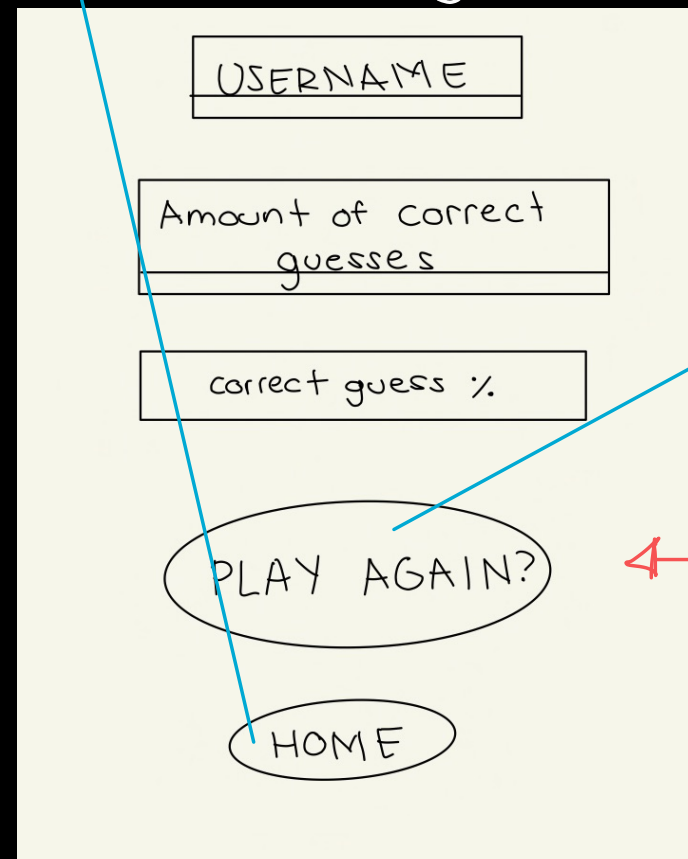 USERNAME
Amount of correct
guesses
correct guess %
PLAY AGAIN?
HOME